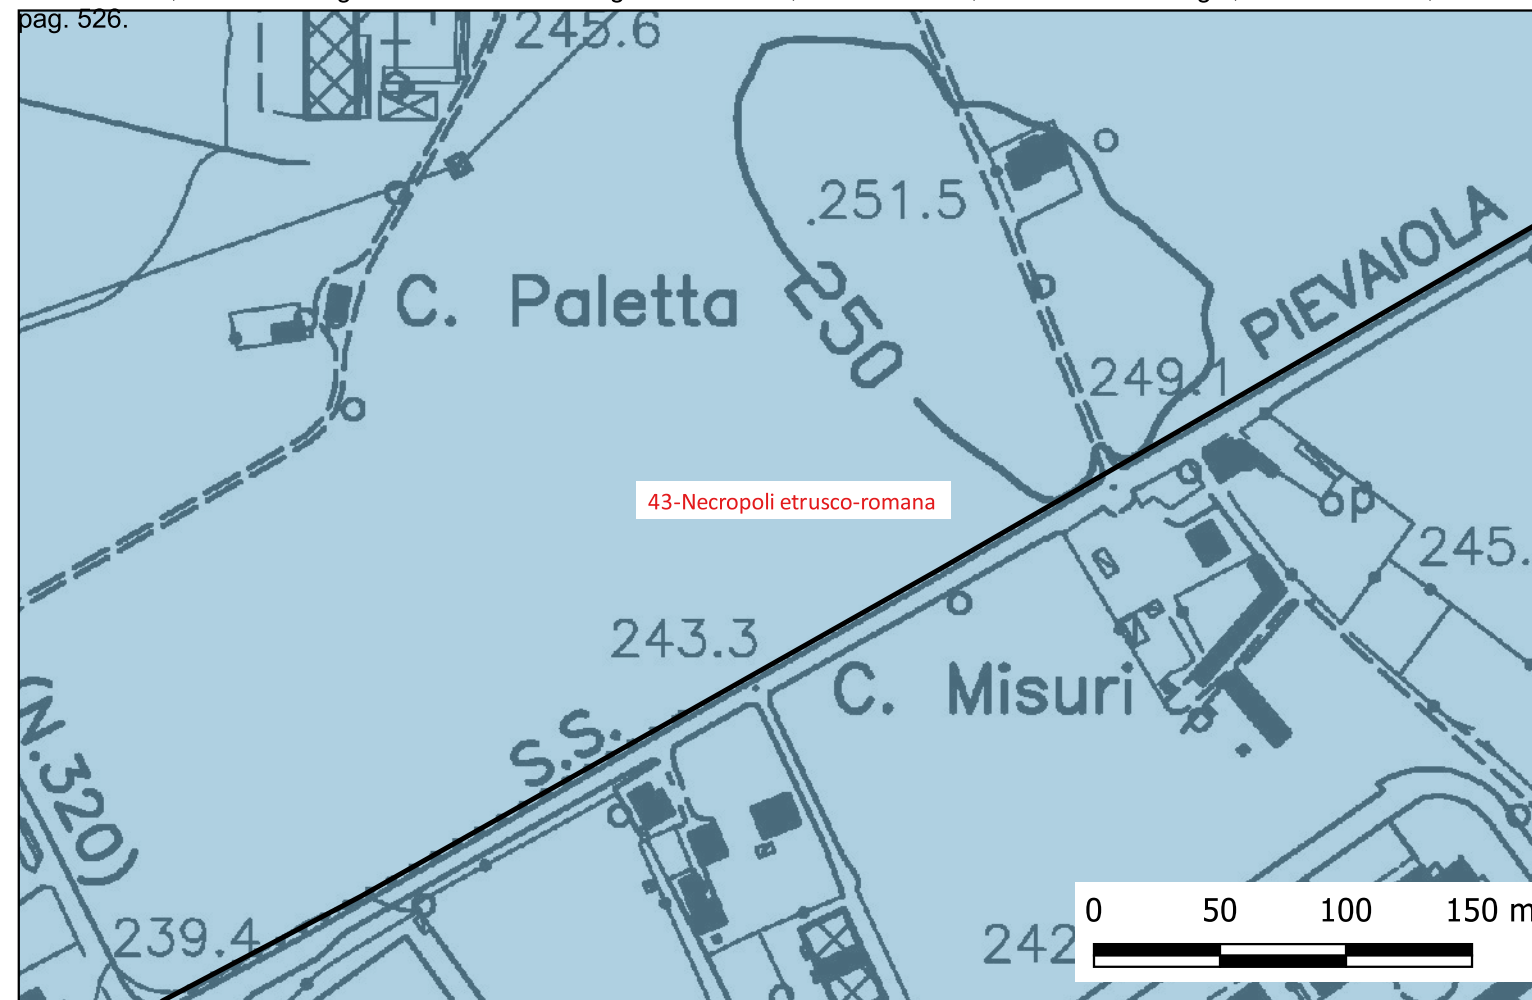 pag. 526.
245.6
.251.5
PIEVAIOLA
C. Paletta
250
249.1
43-Necropoli etrusco-romana
p
245.
243.3
C. Misuri
p
S.S.
(N.320)
239.4
242
0 50 100 150 m